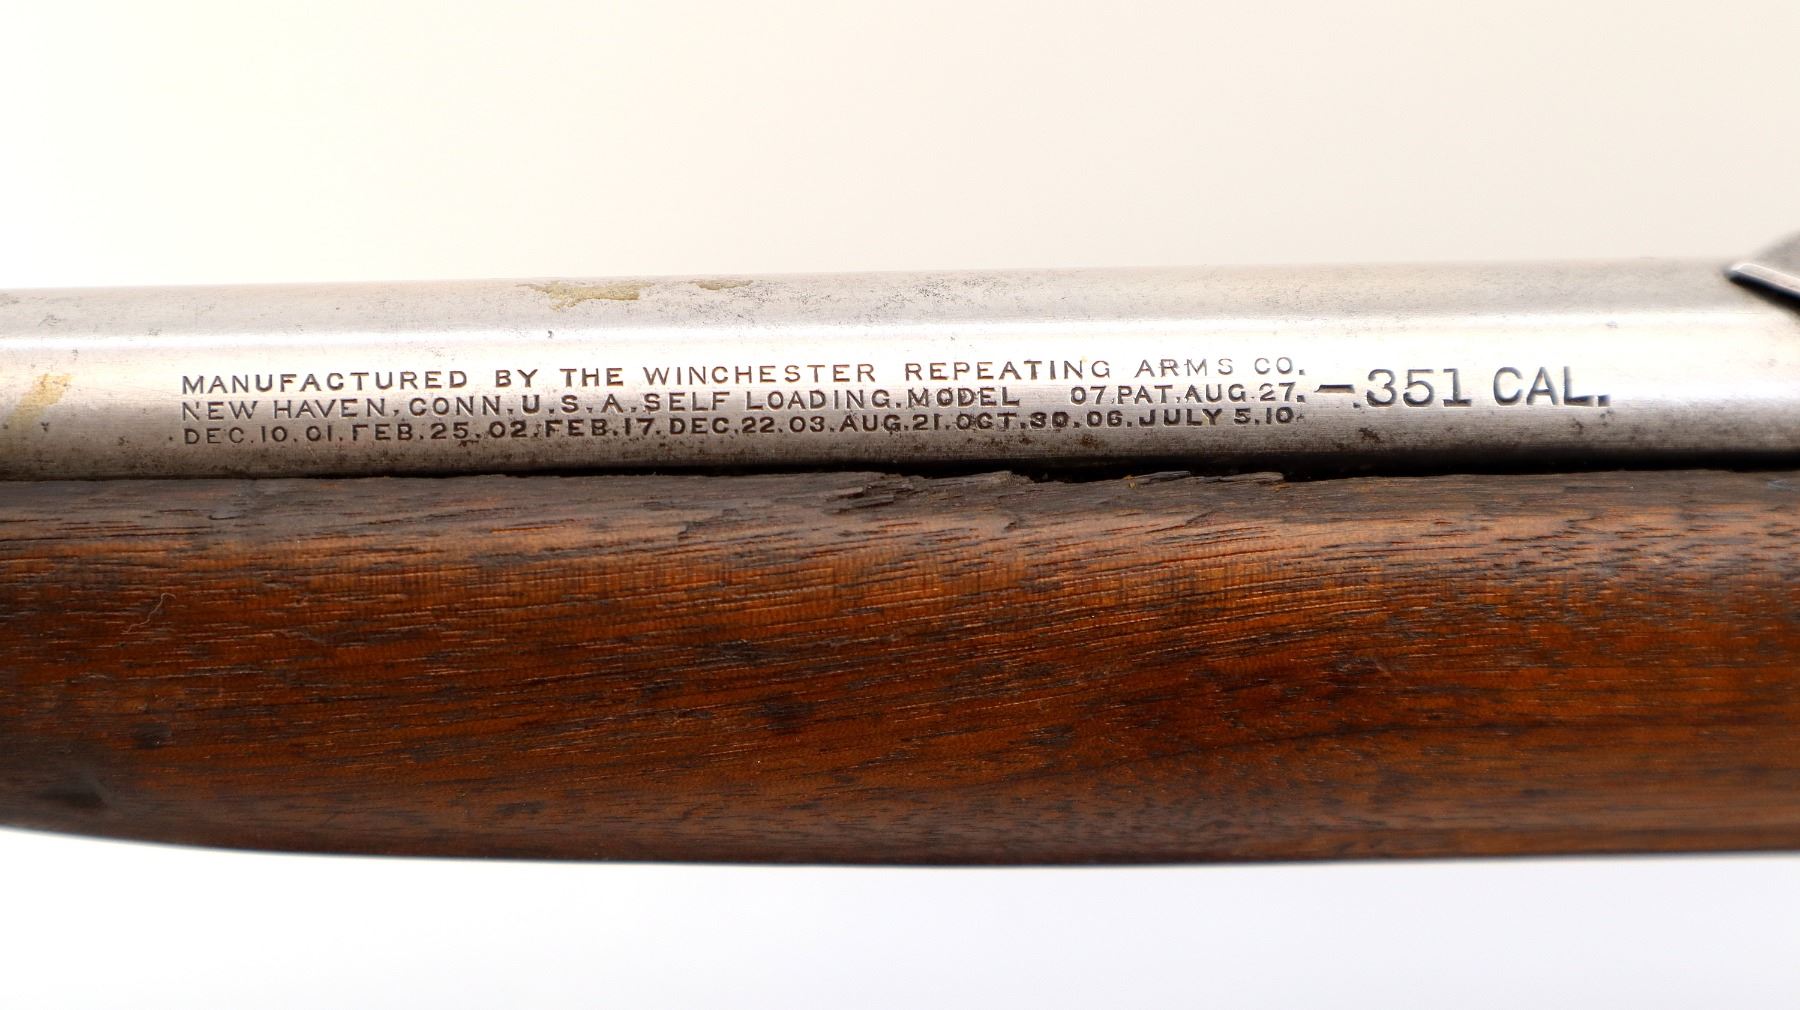 MANUFACTURED BY THE WINCHESTER REPEATING ARMS CO.
NEW HAVEN, CONN. U.S.A. SELF LOADING. MODEL 07. PAT. AUG. 27. -.351 CAL.
DEC. 10. 01. FEB. 25. 02. FEB. 17. DEC. 22. 03. AUG. 21. OCT. 30. 06. JULY 5. 10.